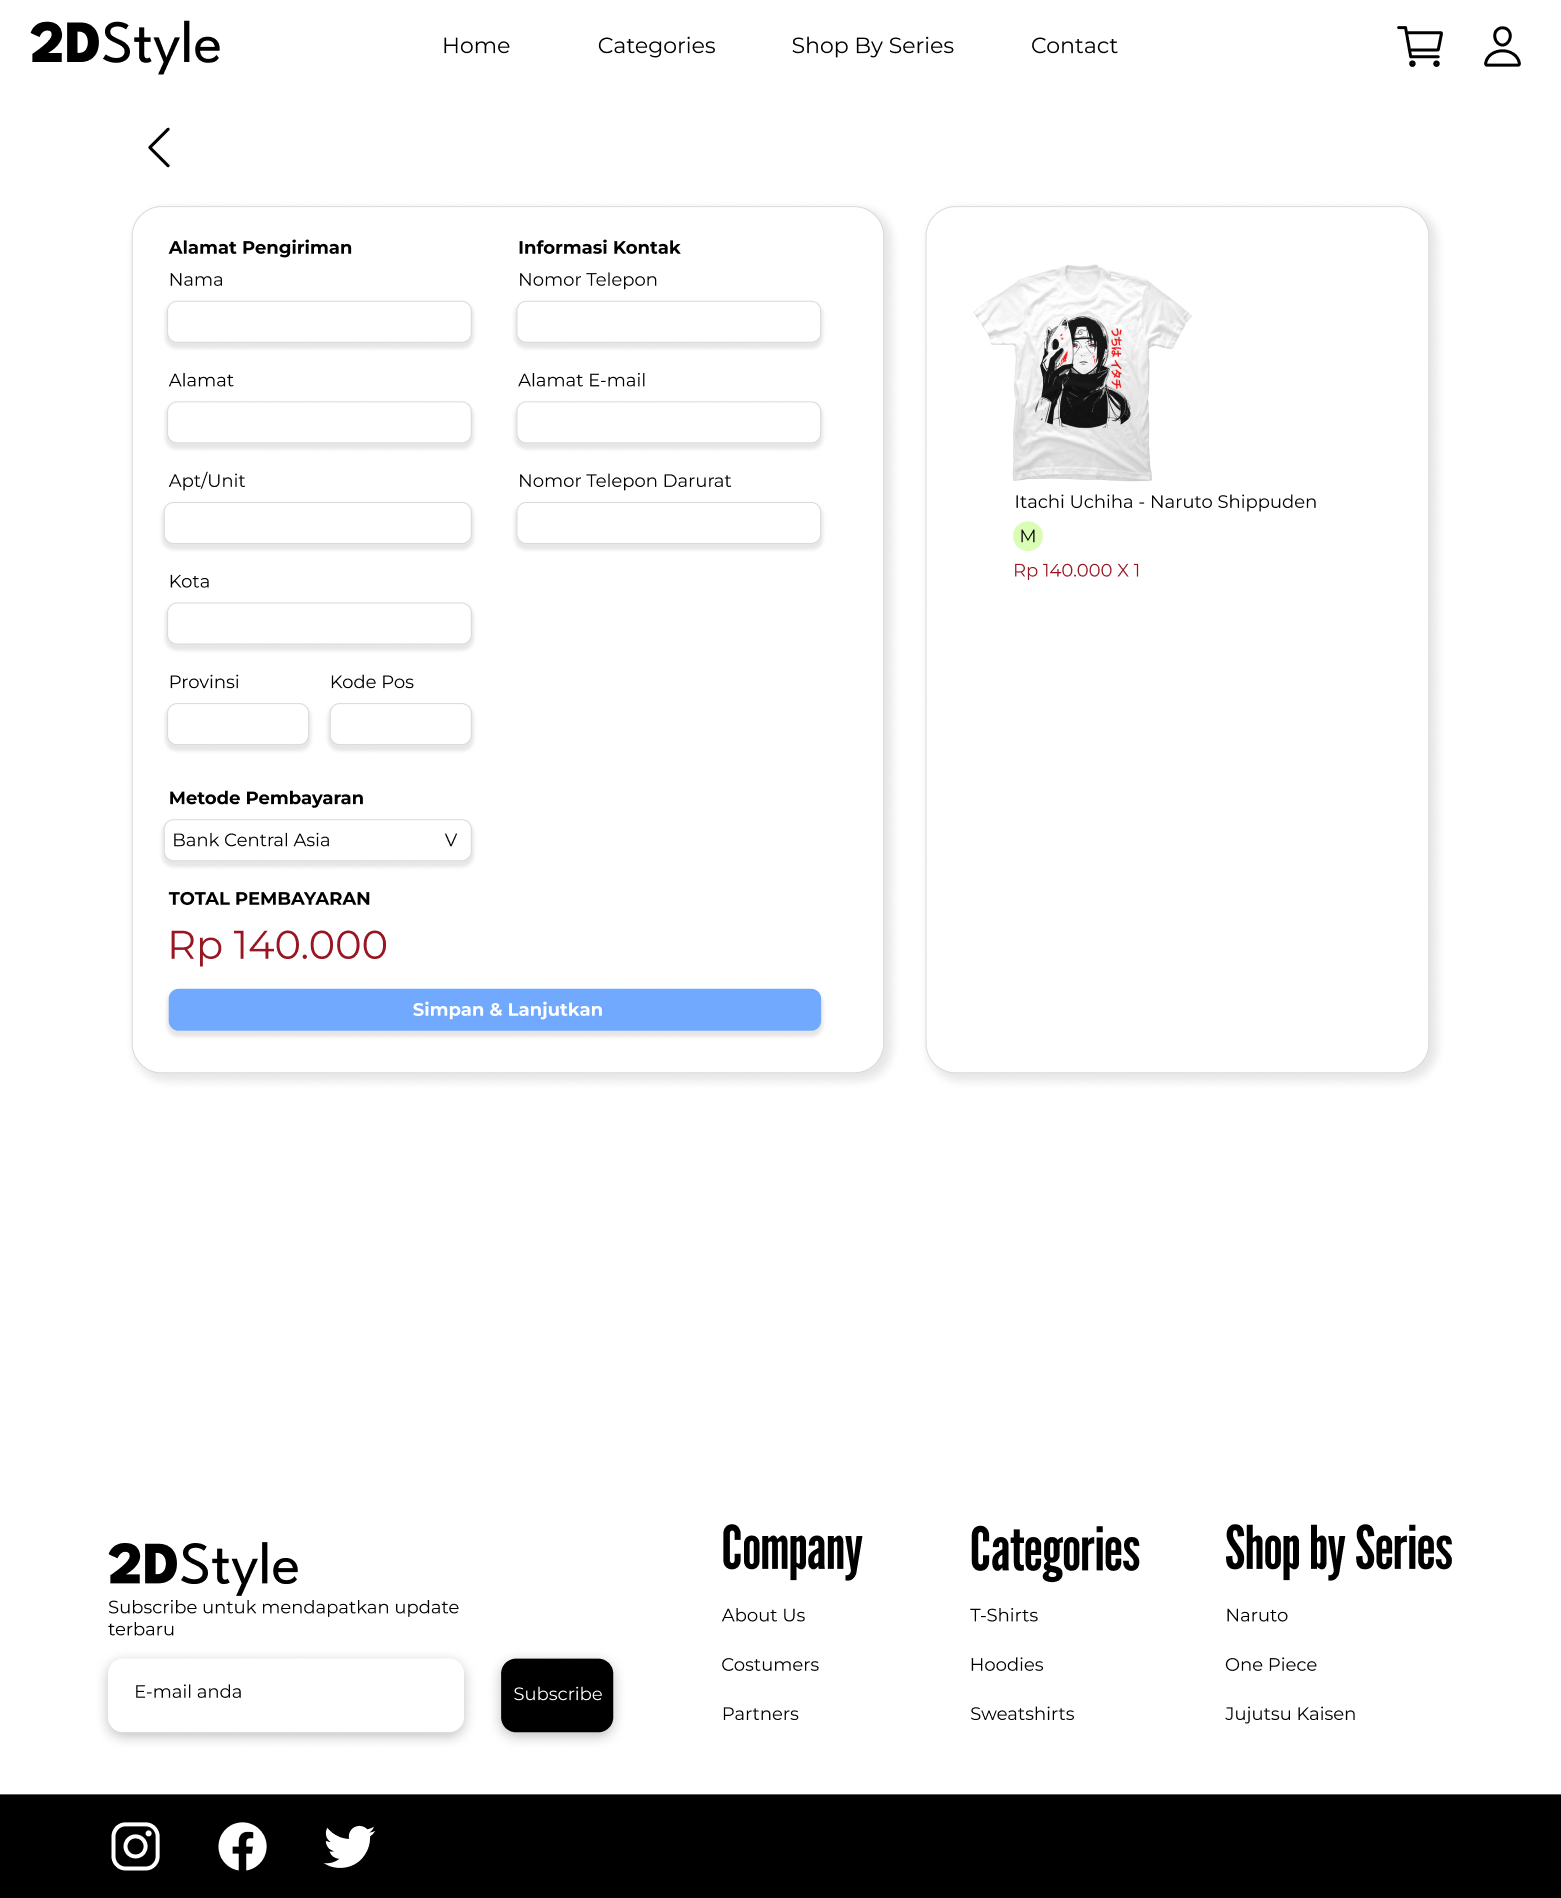 2DStyle
Home
Categories
Shop By Series
Contact
Alamat Pengiriman
Nama
Alamat
Apt/Unit
Kota
Provinsi
Kode Pos
Informasi Kontak
Nomor Telepon
Alamat E-mail
Nomor Telepon Darurat
Metode Pembayaran
Bank Central Asia V
TOTAL PEMBAYARAN
Rp 140.000
Simpan & Lanjutkan
うちは イタチ
Itachi Uchiha - Naruto Shippuden
M
Rp 140.000 X 1
2DStyle
Subscribe untuk mendapatkan update
terbaru
E-mail anda
Subscribe
Company
About Us
Costumers
Partners
Categories
T-Shirts
Hoodies
Sweatshirts
Shop by Series
Naruto
One Piece
Jujutsu Kaisen